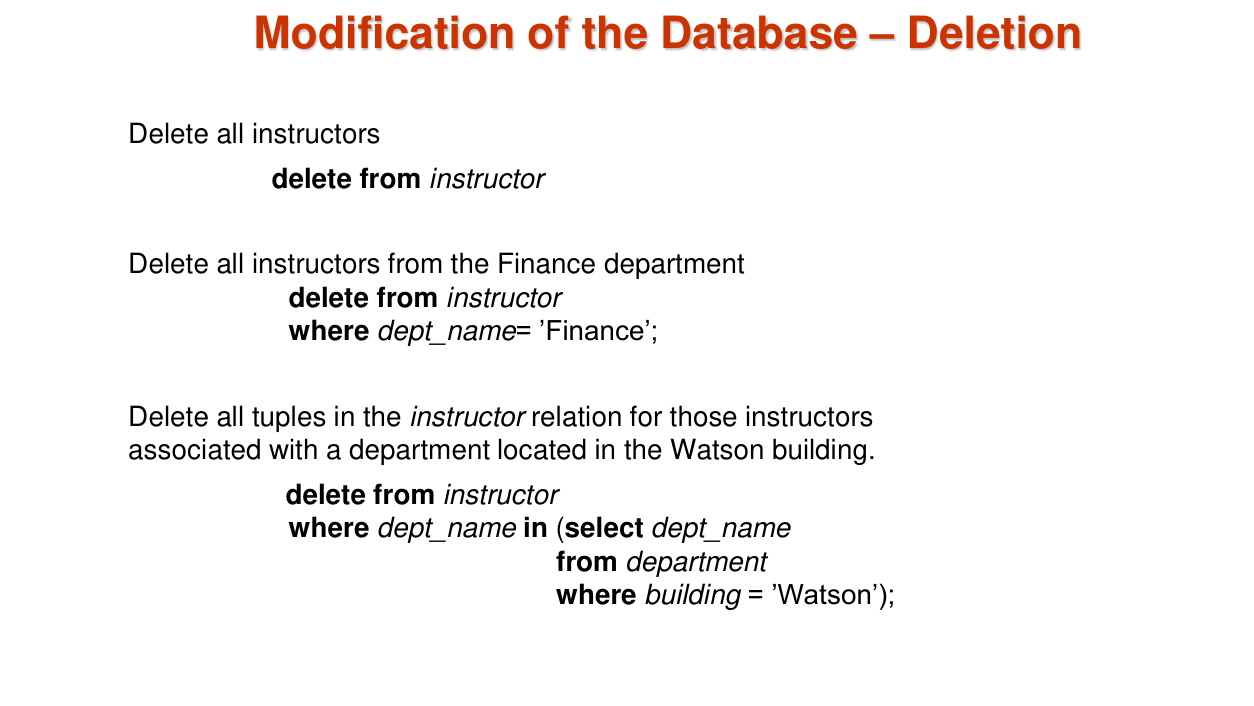 Modification of the Database – Deletion
Delete all instructors
delete from instructor
Delete all instructors from the Finance department
delete from instructor
where dept_name= ’Finance’;
Delete all tuples in the instructor relation for those instructors
associated with a department located in the Watson building.
delete from instructor
where dept_name in (select dept_name
from department
where building = ’Watson’);